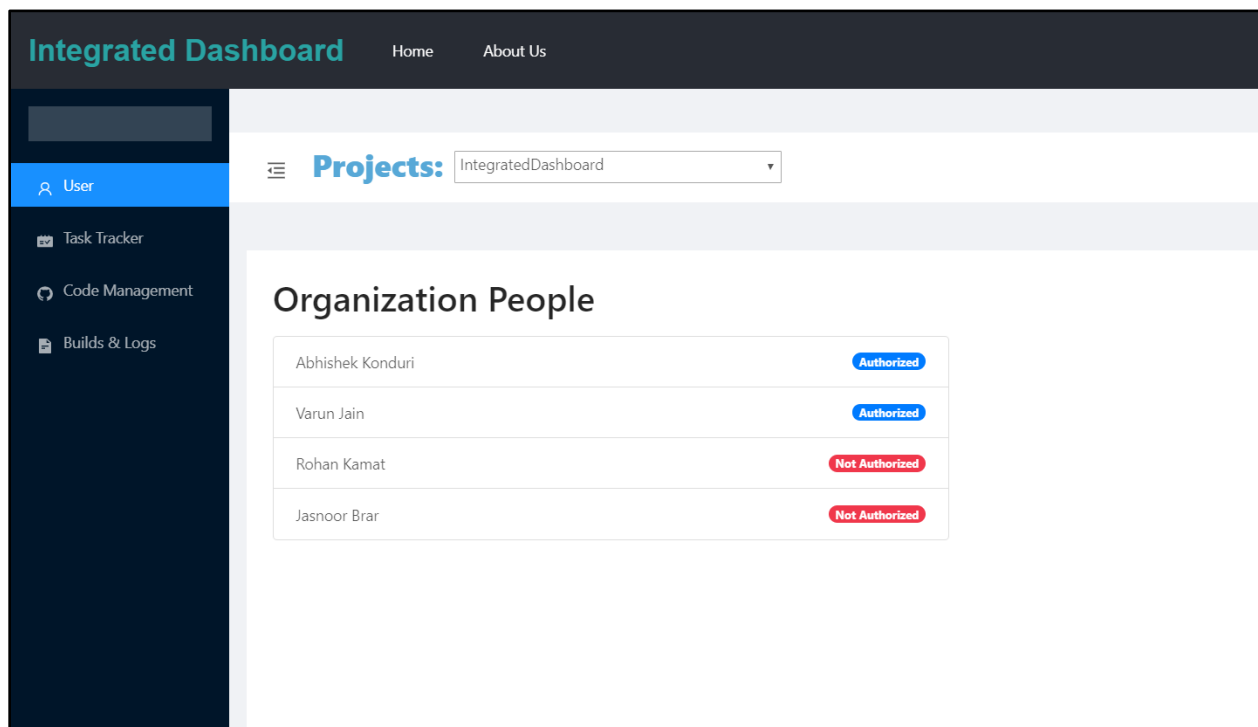 Integrated Dashboard Home About Us
Projects: IntegratedDashboard
User
Task Tracker
Code Management
Builds & Logs
Organization People
Abhishek Konduri Authorized
Varun Jain Authorized
Rohan Kamat Not Authorized
Jasnoor Brar Not Authorized